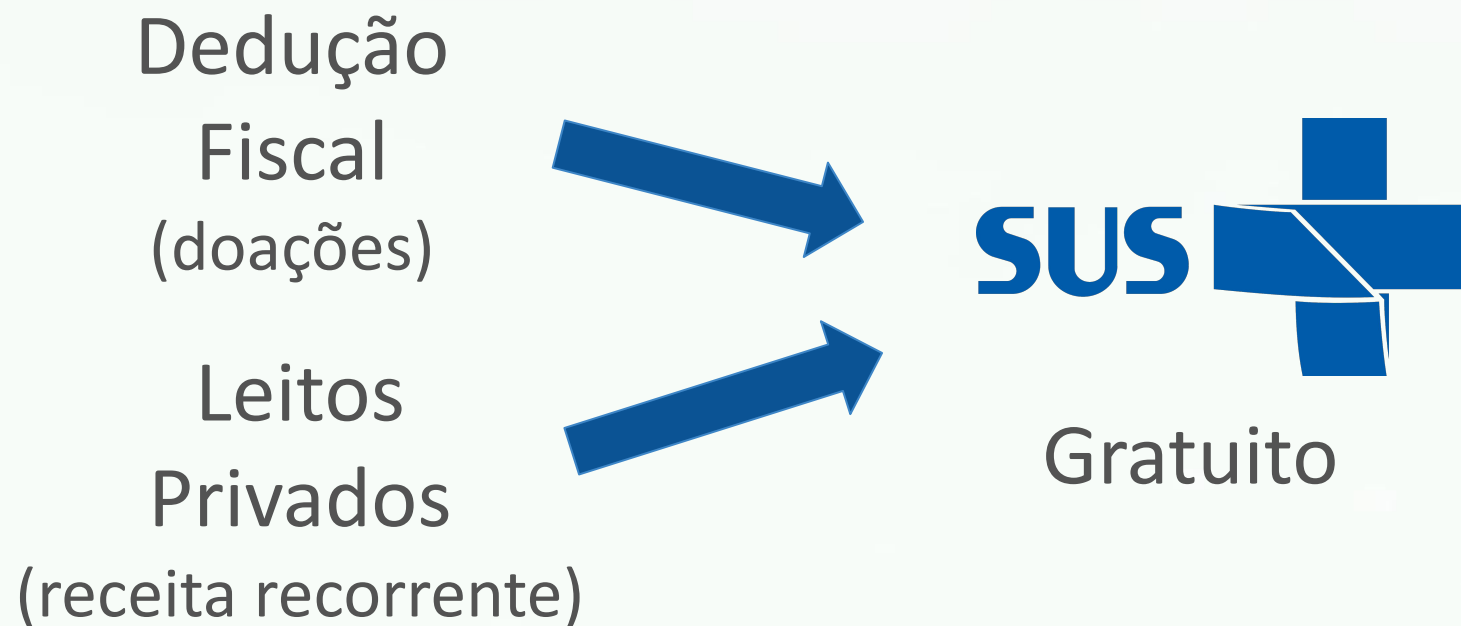 Dedução
Fiscal
(doações)
Leitos
Privados
(receita recorrente)
SUS
Gratuito